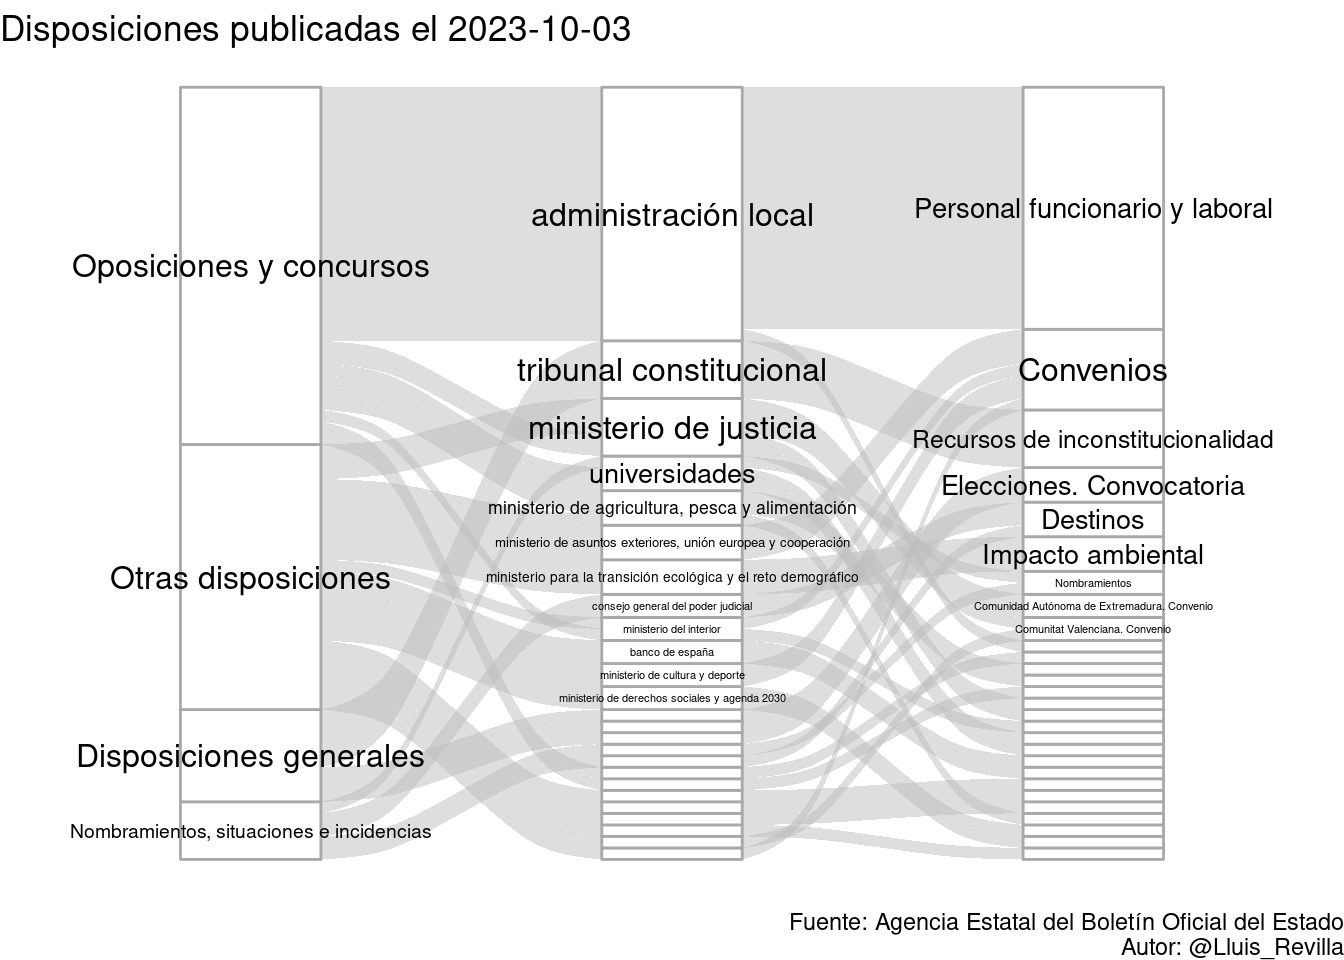 Disposiciones publicadas el 2023-10-03
Oposiciones y concursos
Otras disposiciones
Disposiciones generales
Nombramientos, situaciones e incidencias
administración local
tribunal constitucional
ministerio de justicia
universidades
ministerio de agricultura, pesca y alimentación
ministerio de asuntos exteriores, unión europea y cooperación
ministerio para la transición ecológica y el reto demográfico
consejo general del poder judicial
ministerio del interior
banco de españa
ministerio de cultura y deporte
ministerio de derechos sociales y agenda 2030
Personal funcionario y laboral
Convenios
Recursos de inconstitucionalidad
Elecciones. Convocatoria
Destinos
Impacto ambiental
Nombramientos
Comunidad Autónoma de Extremadura. Convenio
Comunitat Valenciana. Convenio
Fuente: Agencia Estatal del Boletín Oficial del Estado
Autor: @Lluis_Revilla